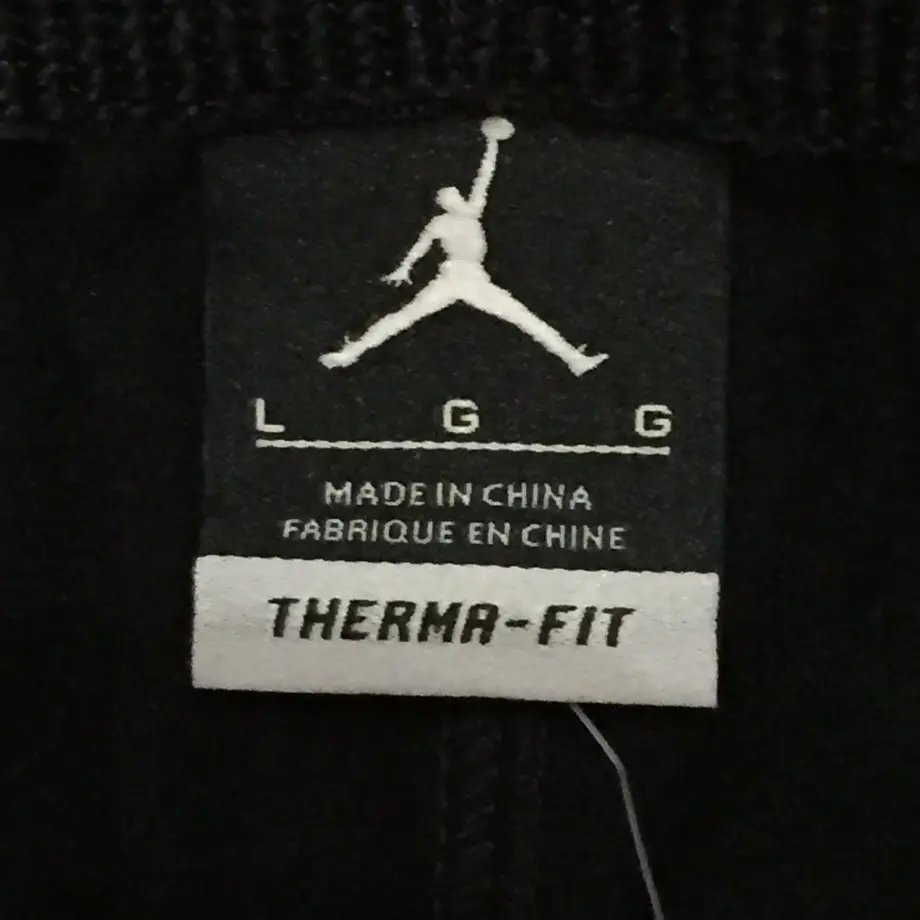 L G G
MADE IN CHINA
FABRIQUE EN CHINE
THERMA-FIT